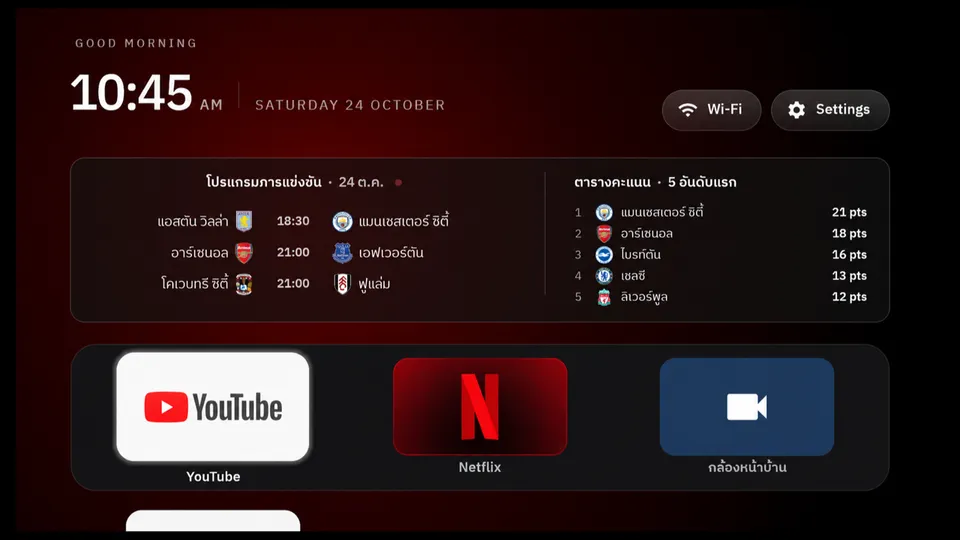 GOOD MORNING
10:45 AM
SATURDAY 24 OCTOBER
Wi-Fi
Settings
โปรแกรมการแข่งขัน · 24 ต.ค.
แอสตัน วิลล่า 18:30 แมนเชสเตอร์ ซิตี้
อาร์เซนอล 21:00 เอฟเวอร์ตัน
โคเวนทรี ซิตี้ 21:00 ฟูแล่ม
ตารางคะแนน · 5 อันดับแรก
1 แมนเชสเตอร์ ซิตี้ 21 pts
2 อาร์เซนอล 18 pts
3 ไบรท์ตัน 16 pts
4 เชลซี 13 pts
5 ลิเวอร์พูล 12 pts
YouTube
YouTube
Netflix
กล้องหน้าบ้าน